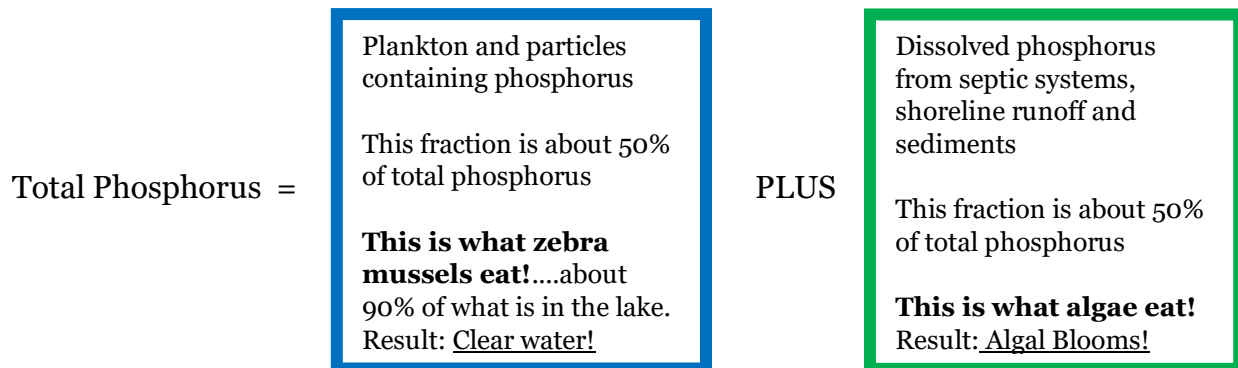 Total Phosphorus =
Plankton and particles
containing phosphorus
This fraction is about 50%
of total phosphorus
This is what zebra
mussels eat!....about
90% of what is in the lake.
Result: Clear water!
PLUS
Dissolved phosphorus
from septic systems,
shoreline runoff and
sediments
This fraction is about 50%
of total phosphorus
This is what algae eat!
Result: Algal Blooms!